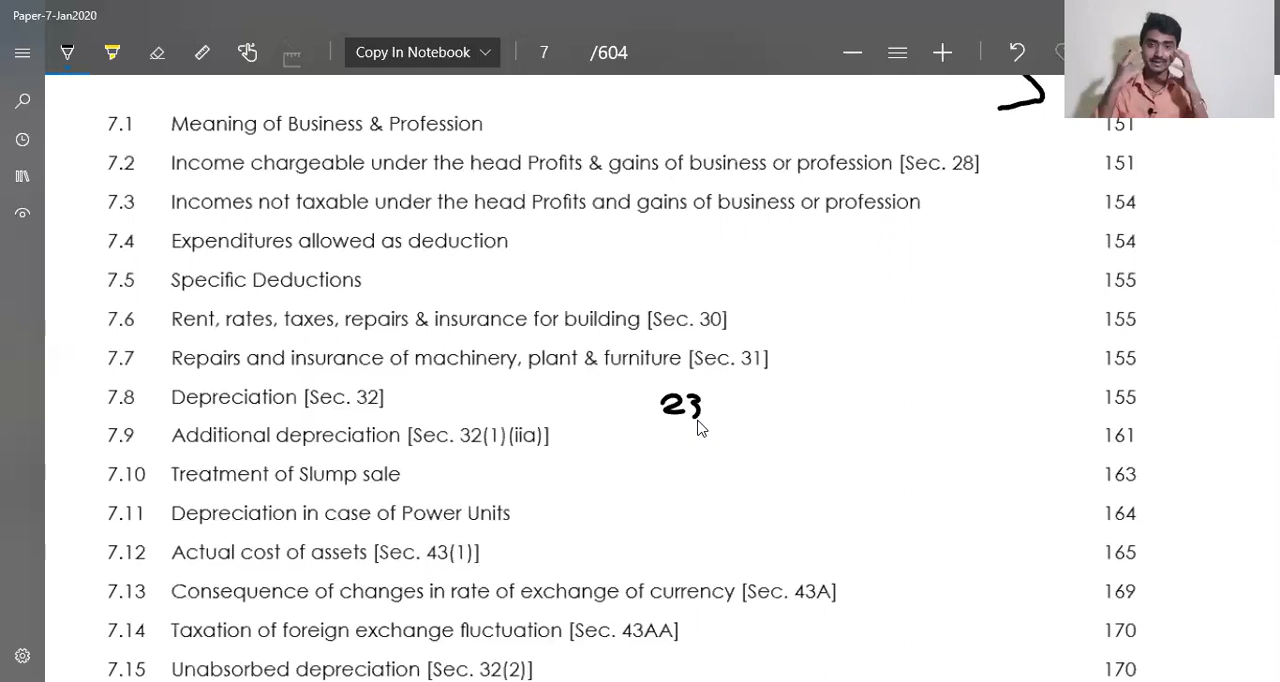 Paper-7-Jan2020
Copy In Notebook 7 /604
7.1 Meaning of Business & Profession 151
7.2 Income chargeable under the head Profits & gains of business or profession [Sec. 28] 151
7.3 Incomes not taxable under the head Profits and gains of business or profession 154
7.4 Expenditures allowed as deduction 154
7.5 Specific Deductions 155
7.6 Rent, rates, taxes, repairs & insurance for building [Sec. 30] 155
7.7 Repairs and insurance of machinery, plant & furniture [Sec. 31] 155
7.8 Depreciation [Sec. 32] 155
23
7.9 Additional depreciation [Sec. 32(1)(iia)] 161
7.10 Treatment of Slump sale 163
7.11 Depreciation in case of Power Units 164
7.12 Actual cost of assets [Sec. 43(1)] 165
7.13 Consequence of changes in rate of exchange of currency [Sec. 43A] 169
7.14 Taxation of foreign exchange fluctuation [Sec. 43AA] 170
7.15 Unabsorbed depreciation [Sec. 32(2)] 170